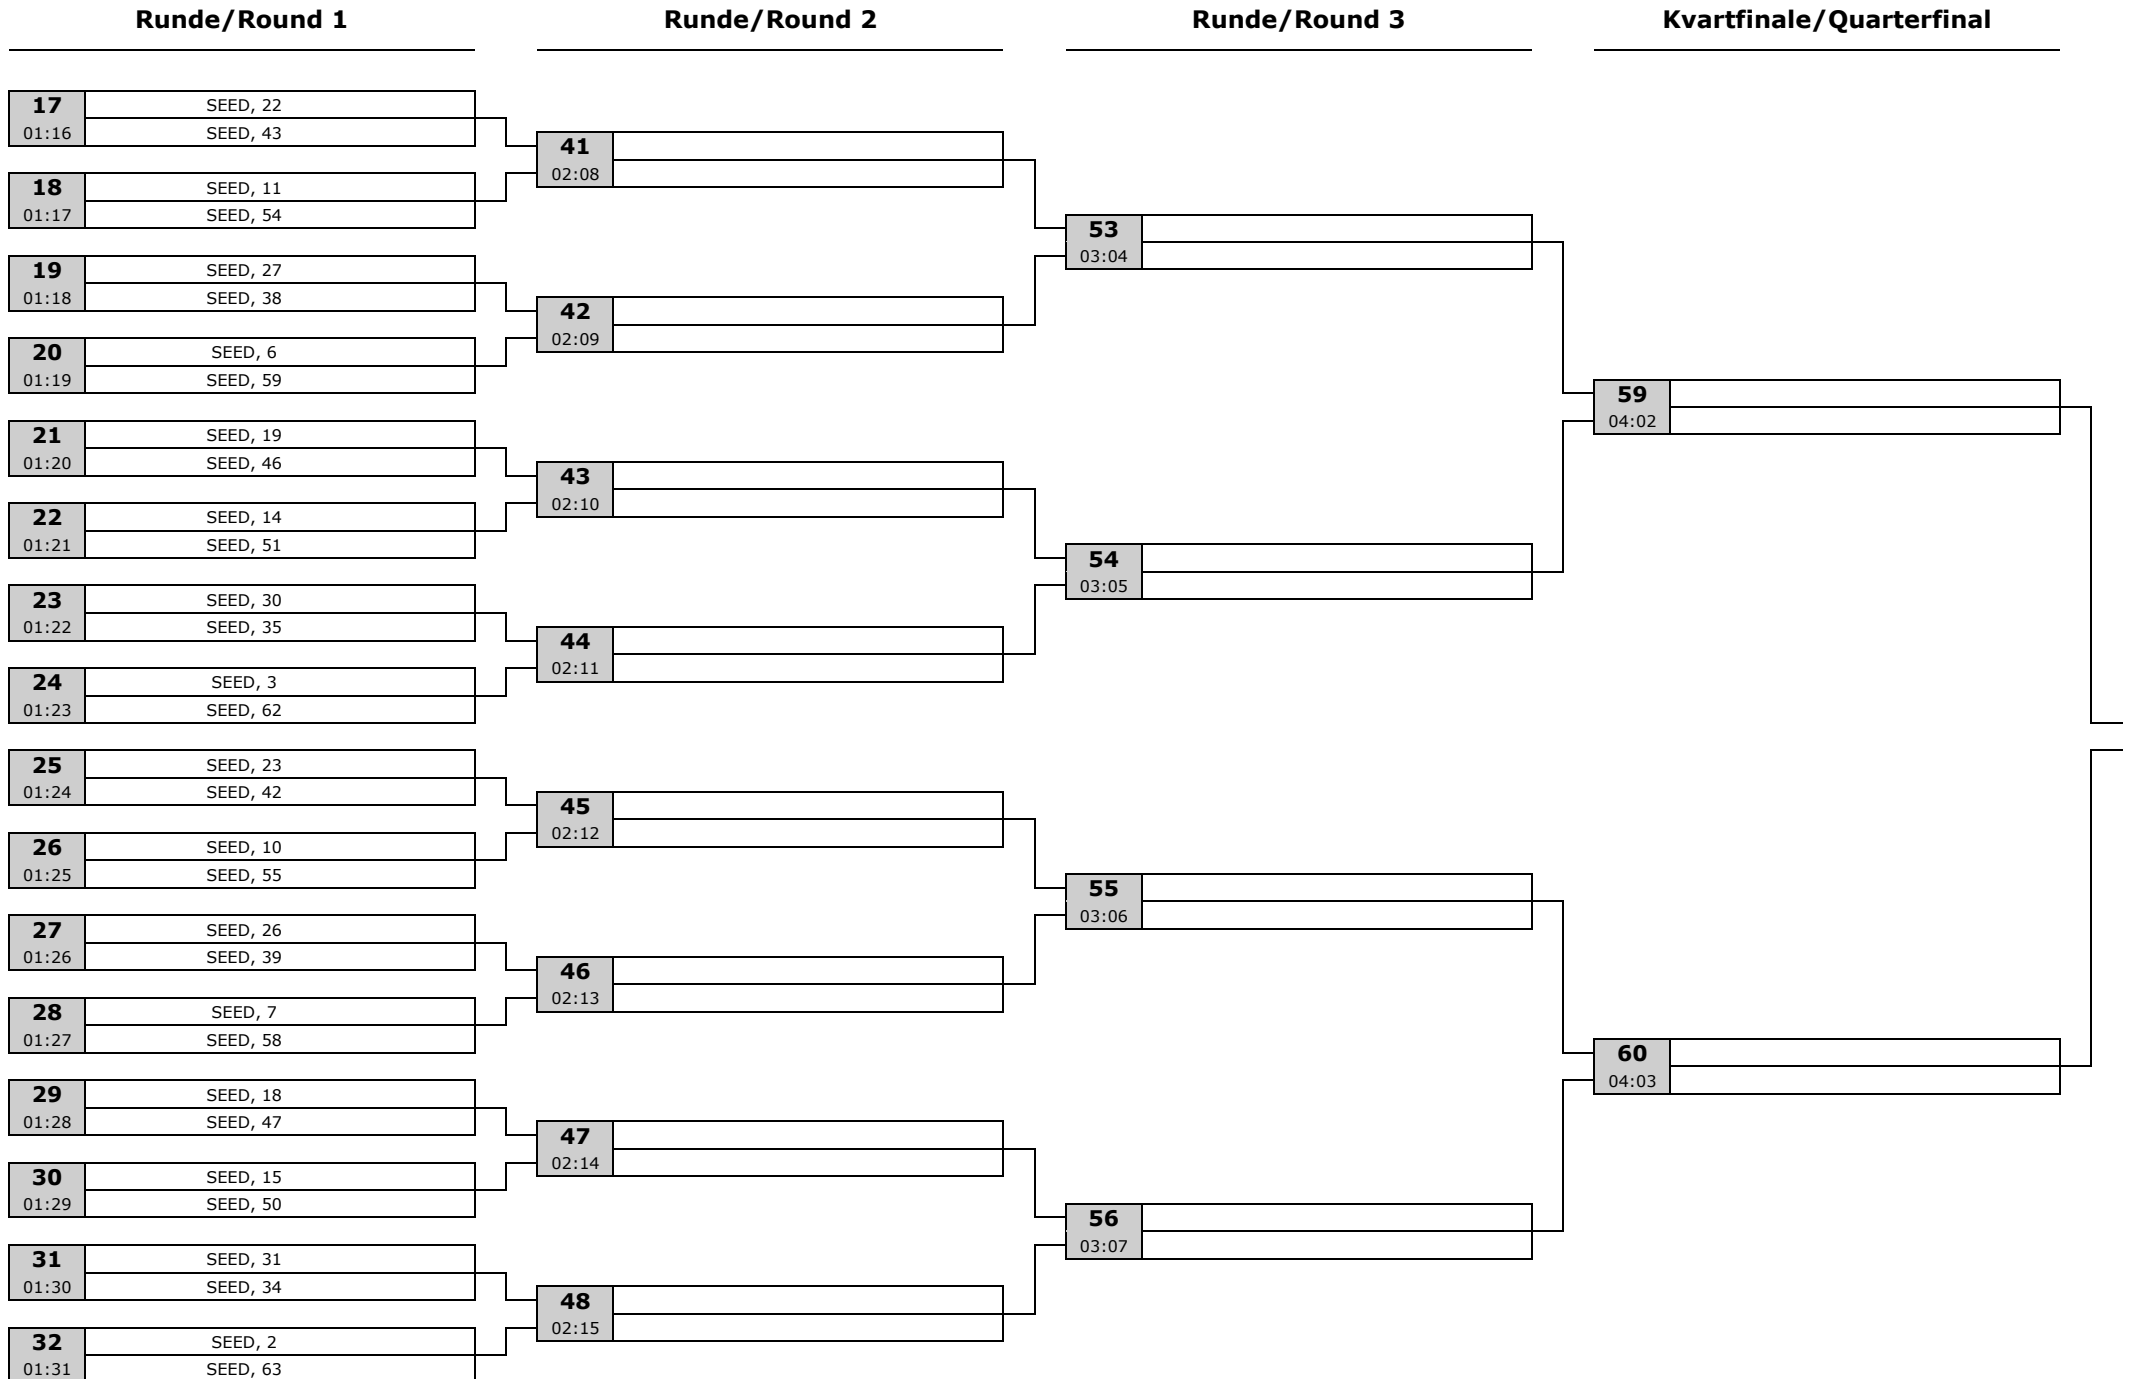 Runde/Round 1
Runde/Round 2
Runde/Round 3
Kvartfinale/Quarterfinal
17
SEED, 22
01:16
SEED, 43
18
SEED, 11
01:17
SEED, 54
19
SEED, 27
01:18
SEED, 38
20
SEED, 6
01:19
SEED, 59
21
SEED, 19
01:20
SEED, 46
22
SEED, 14
01:21
SEED, 51
23
SEED, 30
01:22
SEED, 35
24
SEED, 3
01:23
SEED, 62
25
SEED, 23
01:24
SEED, 42
26
SEED, 10
01:25
SEED, 55
27
SEED, 26
01:26
SEED, 39
28
SEED, 7
01:27
SEED, 58
29
SEED, 18
01:28
SEED, 47
30
SEED, 15
01:29
SEED, 50
31
SEED, 31
01:30
SEED, 34
32
SEED, 2
01:31
SEED, 63
41
02:08
42
02:09
43
02:10
44
02:11
45
02:12
46
02:13
47
02:14
48
02:15
53
03:04
54
03:05
55
03:06
56
03:07
59
04:02
60
04:03